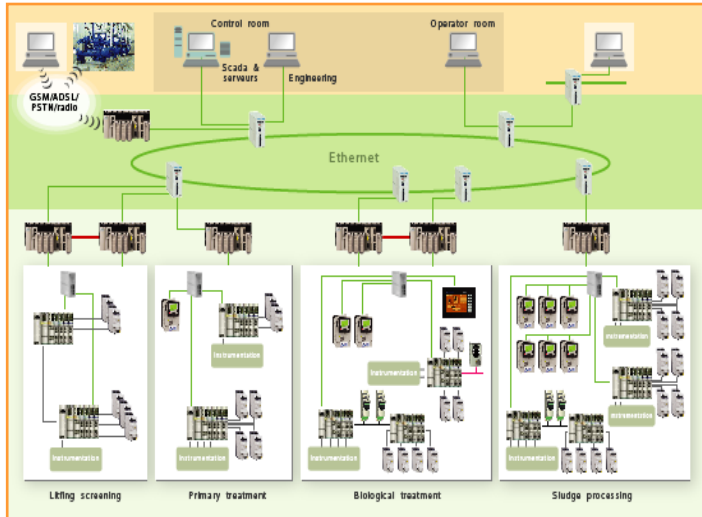 Control room
Operator room
Scada &
serveurs
Engineering
GSM/ADSL/
PSTN/radio
Ethernet
Instrumentation
Instrumentation
Instrumentation
Instrumentation
Instrumentation
Instrumentation
Instrumentation
Instrumentation
Instrumentation
Litfing screening
Primary treatment
Biological treatment
Sludge processing